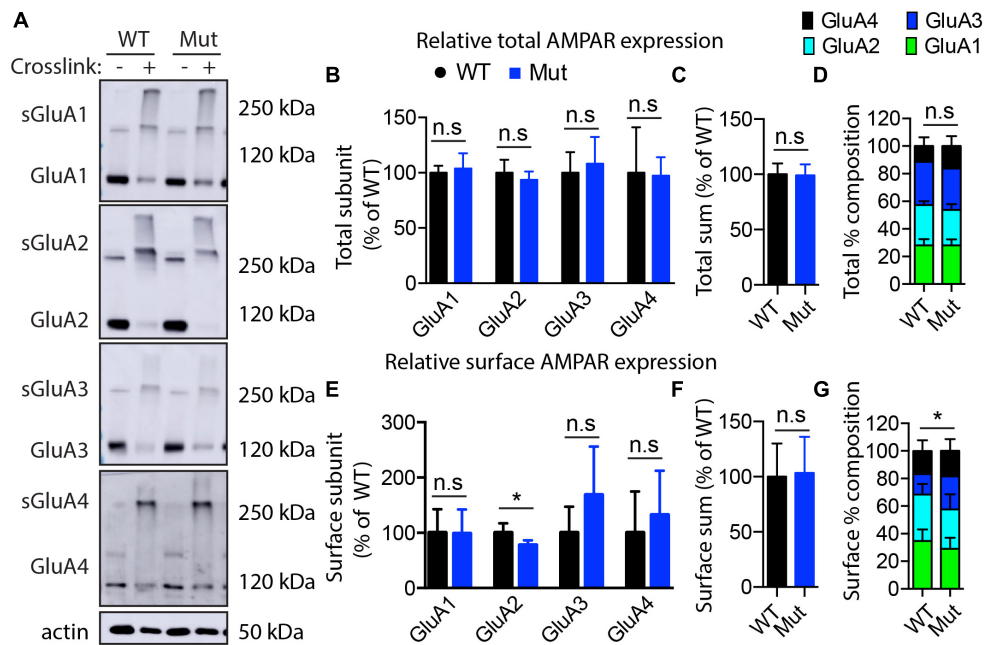 A
WT Mut
Crosslink: - + - +
sGluA1
250 kDa
120 kDa
GluA1
sGluA2
250 kDa
GluA2
120 kDa
sGluA3
250 kDa
GluA3
120 kDa
sGluA4
250 kDa
GluA4
120 kDa
actin
50 kDa
Relative total AMPAR expression
WT Mut
GluA4 GluA3
GluA2 GluA1
B
Total subunit
(% of WT)
150
100
50
0
n.s n.s n.s n.s
GluA1 GluA2 GluA3 GluA4
C
Total sum (% of WT)
150
100
50
0
n.s
WT Mut
D
Total % composition
120
100
80
60
40
20
0
n.s
WT Mut
Relative surface AMPAR expression
E
Surface subunit
(% of WT)
300
200
100
0
n.s * n.s n.s
GluA1 GluA2 GluA3 GluA4
F
Surface sum (% of WT)
150
100
50
0
n.s
WT Mut
G
Surface % composition
120
100
80
60
40
20
0
*
WT Mut